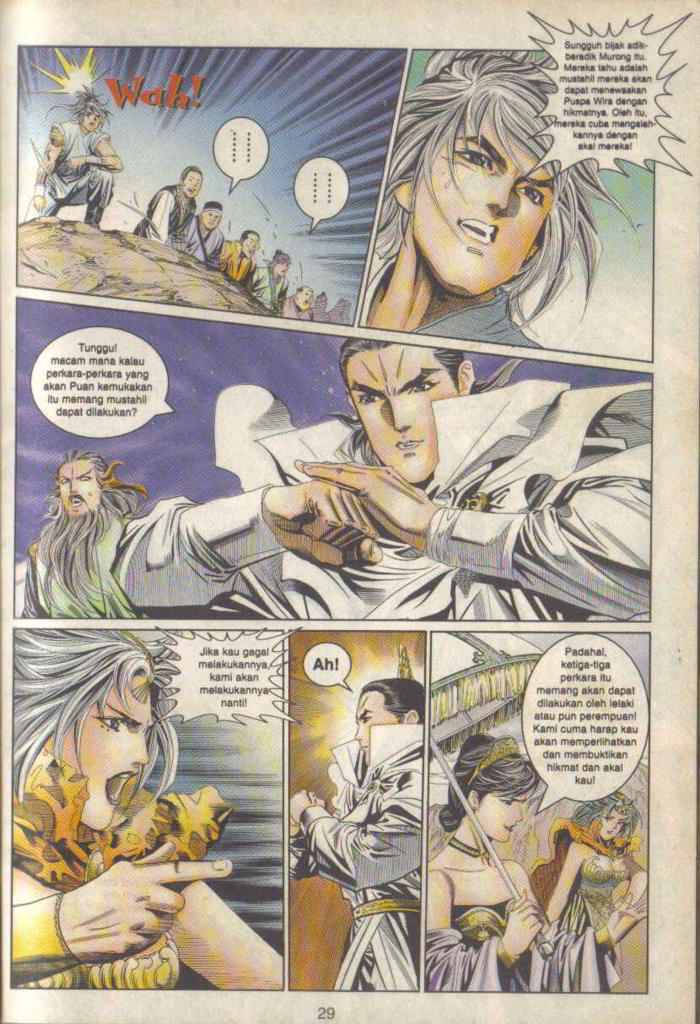 Wah!
Sungguh bijak adik-
beradik Murong itu.
Mereka tahu adalah
mustahil mereka akan
dapat menewaskan
Puspa Wira dengan
hikmatnya. Oleh itu,
mereka cuba mengalah-
kannya dengan
akal mereka!
Tunggu!
macam mana kalau
perkara-perkara yang
akan Puan kemukakan
itu memang mustahil
dapat dilakukan?
Jika kau gagal
melakukannya,
kami akan
melakukannya
nanti!
Ah!
Padahal,
ketiga-tiga
perkara itu
memang akan dapat
dilakukan oleh lelaki
atau pun perempuan!
Kami cuma harap kau
akan memperlihatkan
dan membuktikan
hikmat dan akal
kau!
29